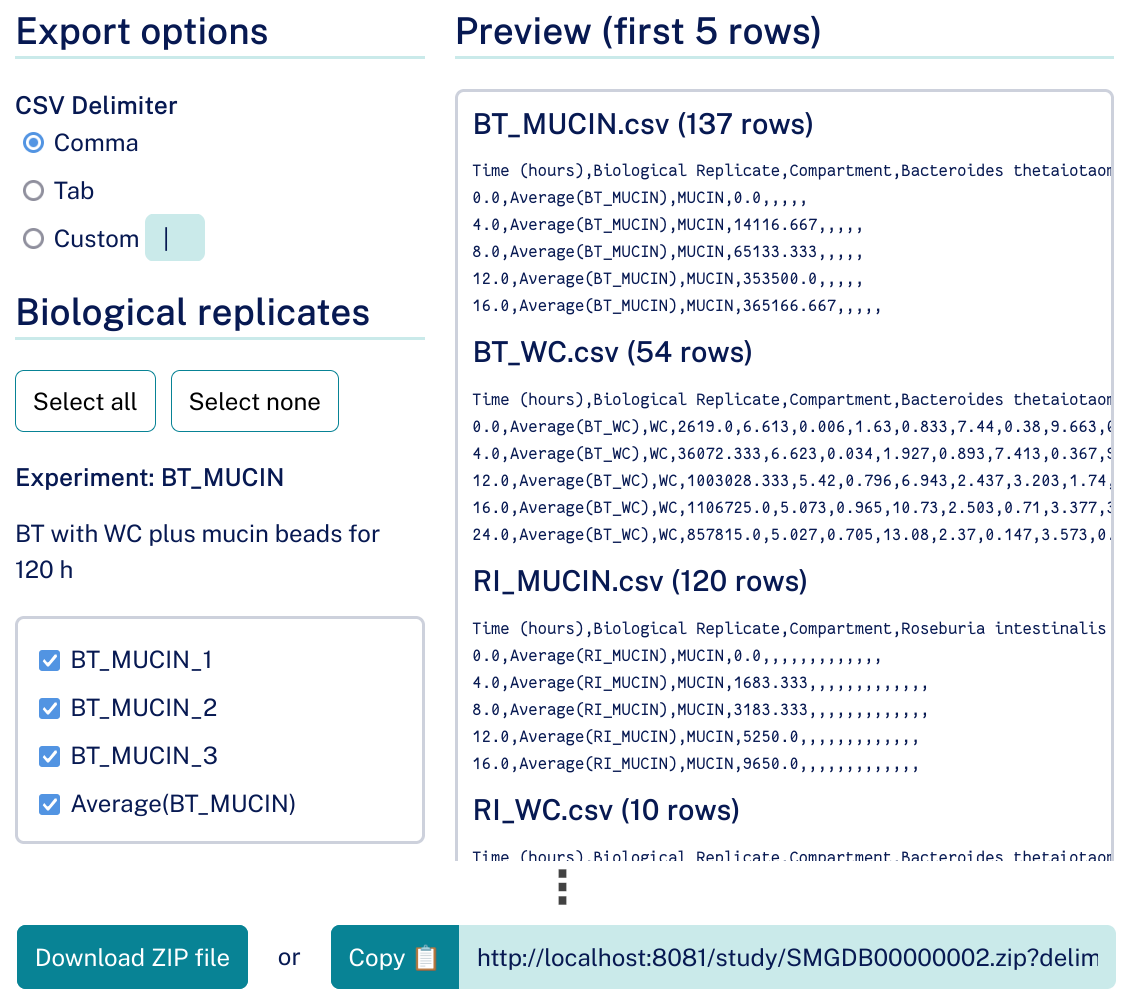 Export options
CSV Delimiter
Comma
Tab
Custom |
Biological replicates
Select all
Select none
Experiment: BT_MUCIN
BT with WC plus mucin beads for
120 h
BT_MUCIN_1
BT_MUCIN_2
BT_MUCIN_3
Average(BT_MUCIN)
Preview (first 5 rows)
BT_MUCIN.csv (137 rows)
Time (hours),Biological Replicate,Compartment,Bacteroides thetaiotaom
0.0,Average(BT_MUCIN),MUCIN,0.0,,,,,
4.0,Average(BT_MUCIN),MUCIN,14116.667,,,,,
8.0,Average(BT_MUCIN),MUCIN,65133.333,,,,,
12.0,Average(BT_MUCIN),MUCIN,353500.0,,,,,
16.0,Average(BT_MUCIN),MUCIN,365166.667,,,,,
BT_WC.csv (54 rows)
Time (hours),Biological Replicate,Compartment,Bacteroides thetaiotaom
0.0,Average(BT_WC),WC,2619.0,6.613,0.006,1.63,0.833,7.44,0.38,9.663,0
4.0,Average(BT_WC),WC,36072.333,6.623,0.034,1.927,0.893,7.413,0.367,9
12.0,Average(BT_WC),WC,1003028.333,5.42,0.796,6.943,2.437,3.203,1.74,
16.0,Average(BT_WC),WC,1106725.0,5.073,0.965,10.73,2.503,0.71,3.377,3
24.0,Average(BT_WC),WC,857815.0,5.027,0.705,13.08,2.37,0.147,3.573,0.
RI_MUCIN.csv (120 rows)
Time (hours),Biological Replicate,Compartment,Roseburia intestinalis
0.0,Average(RI_MUCIN),MUCIN,0.0,,,,,,,,,,,,,
4.0,Average(RI_MUCIN),MUCIN,1683.333,,,,,,,,,,,,,
8.0,Average(RI_MUCIN),MUCIN,3183.333,,,,,,,,,,,,,
12.0,Average(RI_MUCIN),MUCIN,5250.0,,,,,,,,,,,,,
16.0,Average(RI_MUCIN),MUCIN,9650.0,,,,,,,,,,,,,
RI_WC.csv (10 rows)
Time (hours),Biological Replicate,Compartment,Bacteroides thetaiotaom
Download ZIP file
or
Copy 📋
http://localhost:8081/study/SMGDB00000002.zip?delim